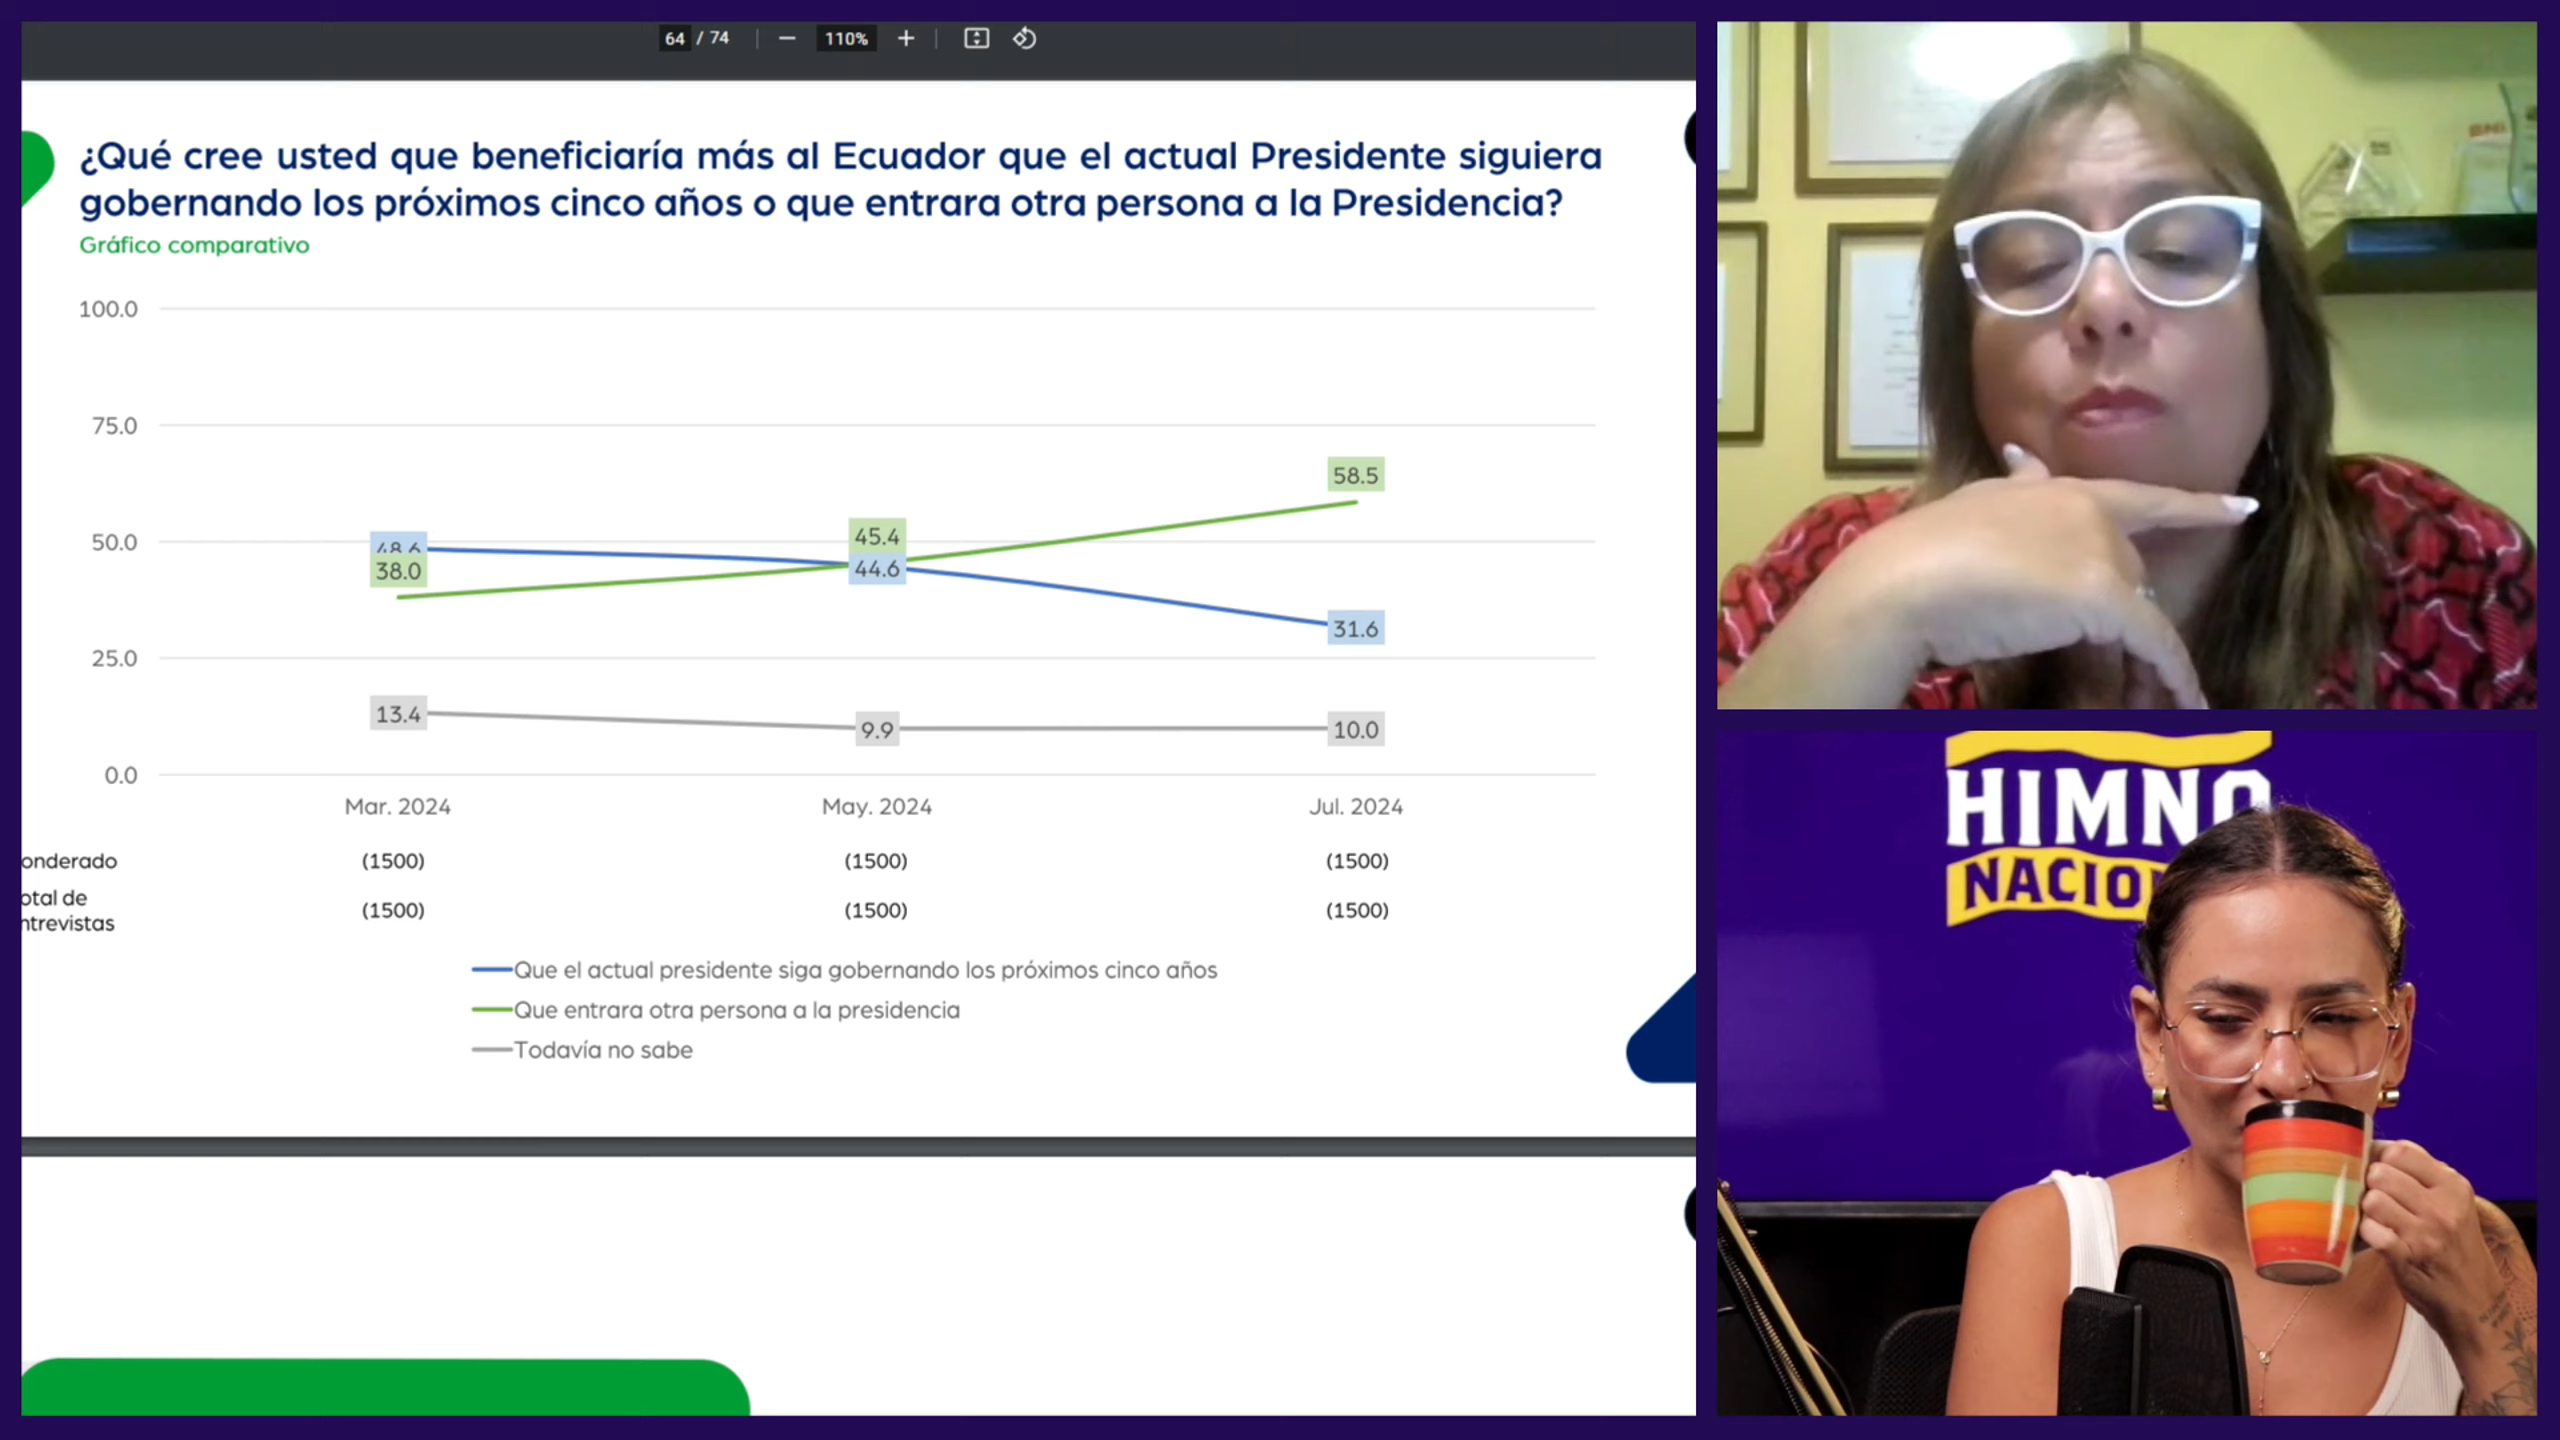 64 / 74 110%
¿Qué cree usted que beneficiaría más al Ecuador que el actual Presidente siguiera
gobernando los próximos cinco años o que entrara otra persona a la Presidencia?
Gráfico comparativo
100.0
75.0
50.0
25.0
0.0
48.6
38.0
45.4
44.6
58.5
31.6
13.4
9.9
10.0
Mar. 2024 May. 2024 Jul. 2024
onderado (1500) (1500) (1500)
otal de
ntrevistas (1500) (1500) (1500)
Que el actual presidente siga gobernando los próximos cinco años
Que entrara otra persona a la presidencia
Todavía no sabe
HIMNO
NACIO